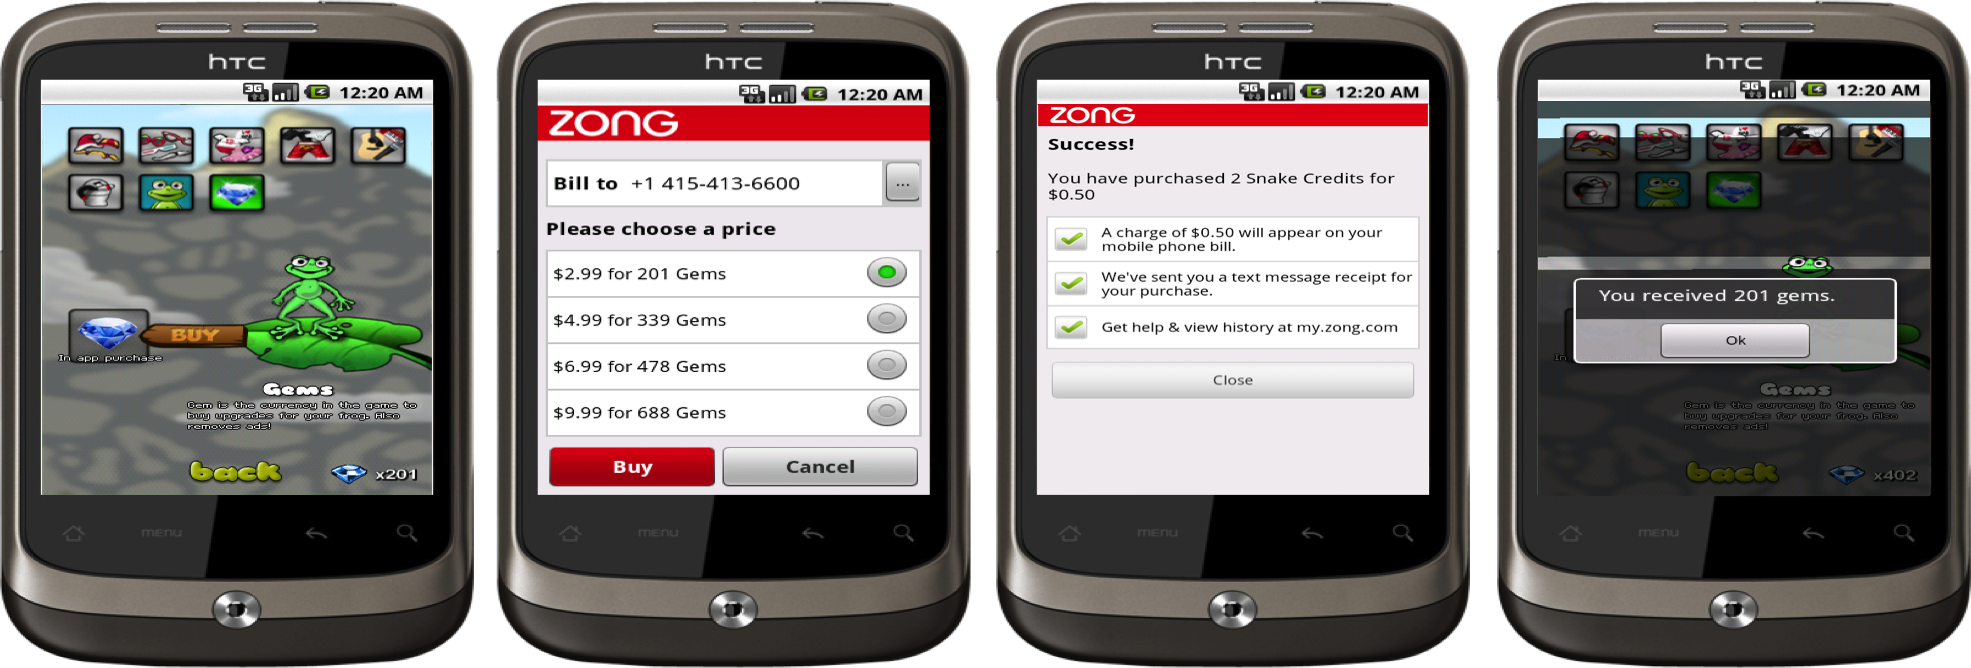 hTC
3G 12:20 AM
BUY
In app purchase
Gems
Gem is the currency in the game to
buy upgrades for your frog. Also
removes ads!
back
x201
MENU
hTC
3G 12:20 AM
ZONG
Bill to +1 415-413-6600
...
Please choose a price
$2.99 for 201 Gems
$4.99 for 339 Gems
$6.99 for 478 Gems
$9.99 for 688 Gems
Buy Cancel
MENU
hTC
3G 12:20 AM
ZONG
Success!
You have purchased 2 Snake Credits for
$0.50
A charge of $0.50 will appear on your
mobile phone bill.
We've sent you a text message receipt for
your purchase.
Get help & view history at my.zong.com
Close
MENU
hTC
3G 12:20 AM
You received 201 gems.
Ok
In
Gems
Gem is the currency in the game to
buy upgrades for your frog. Also
removes ads!
back
x402
MENU